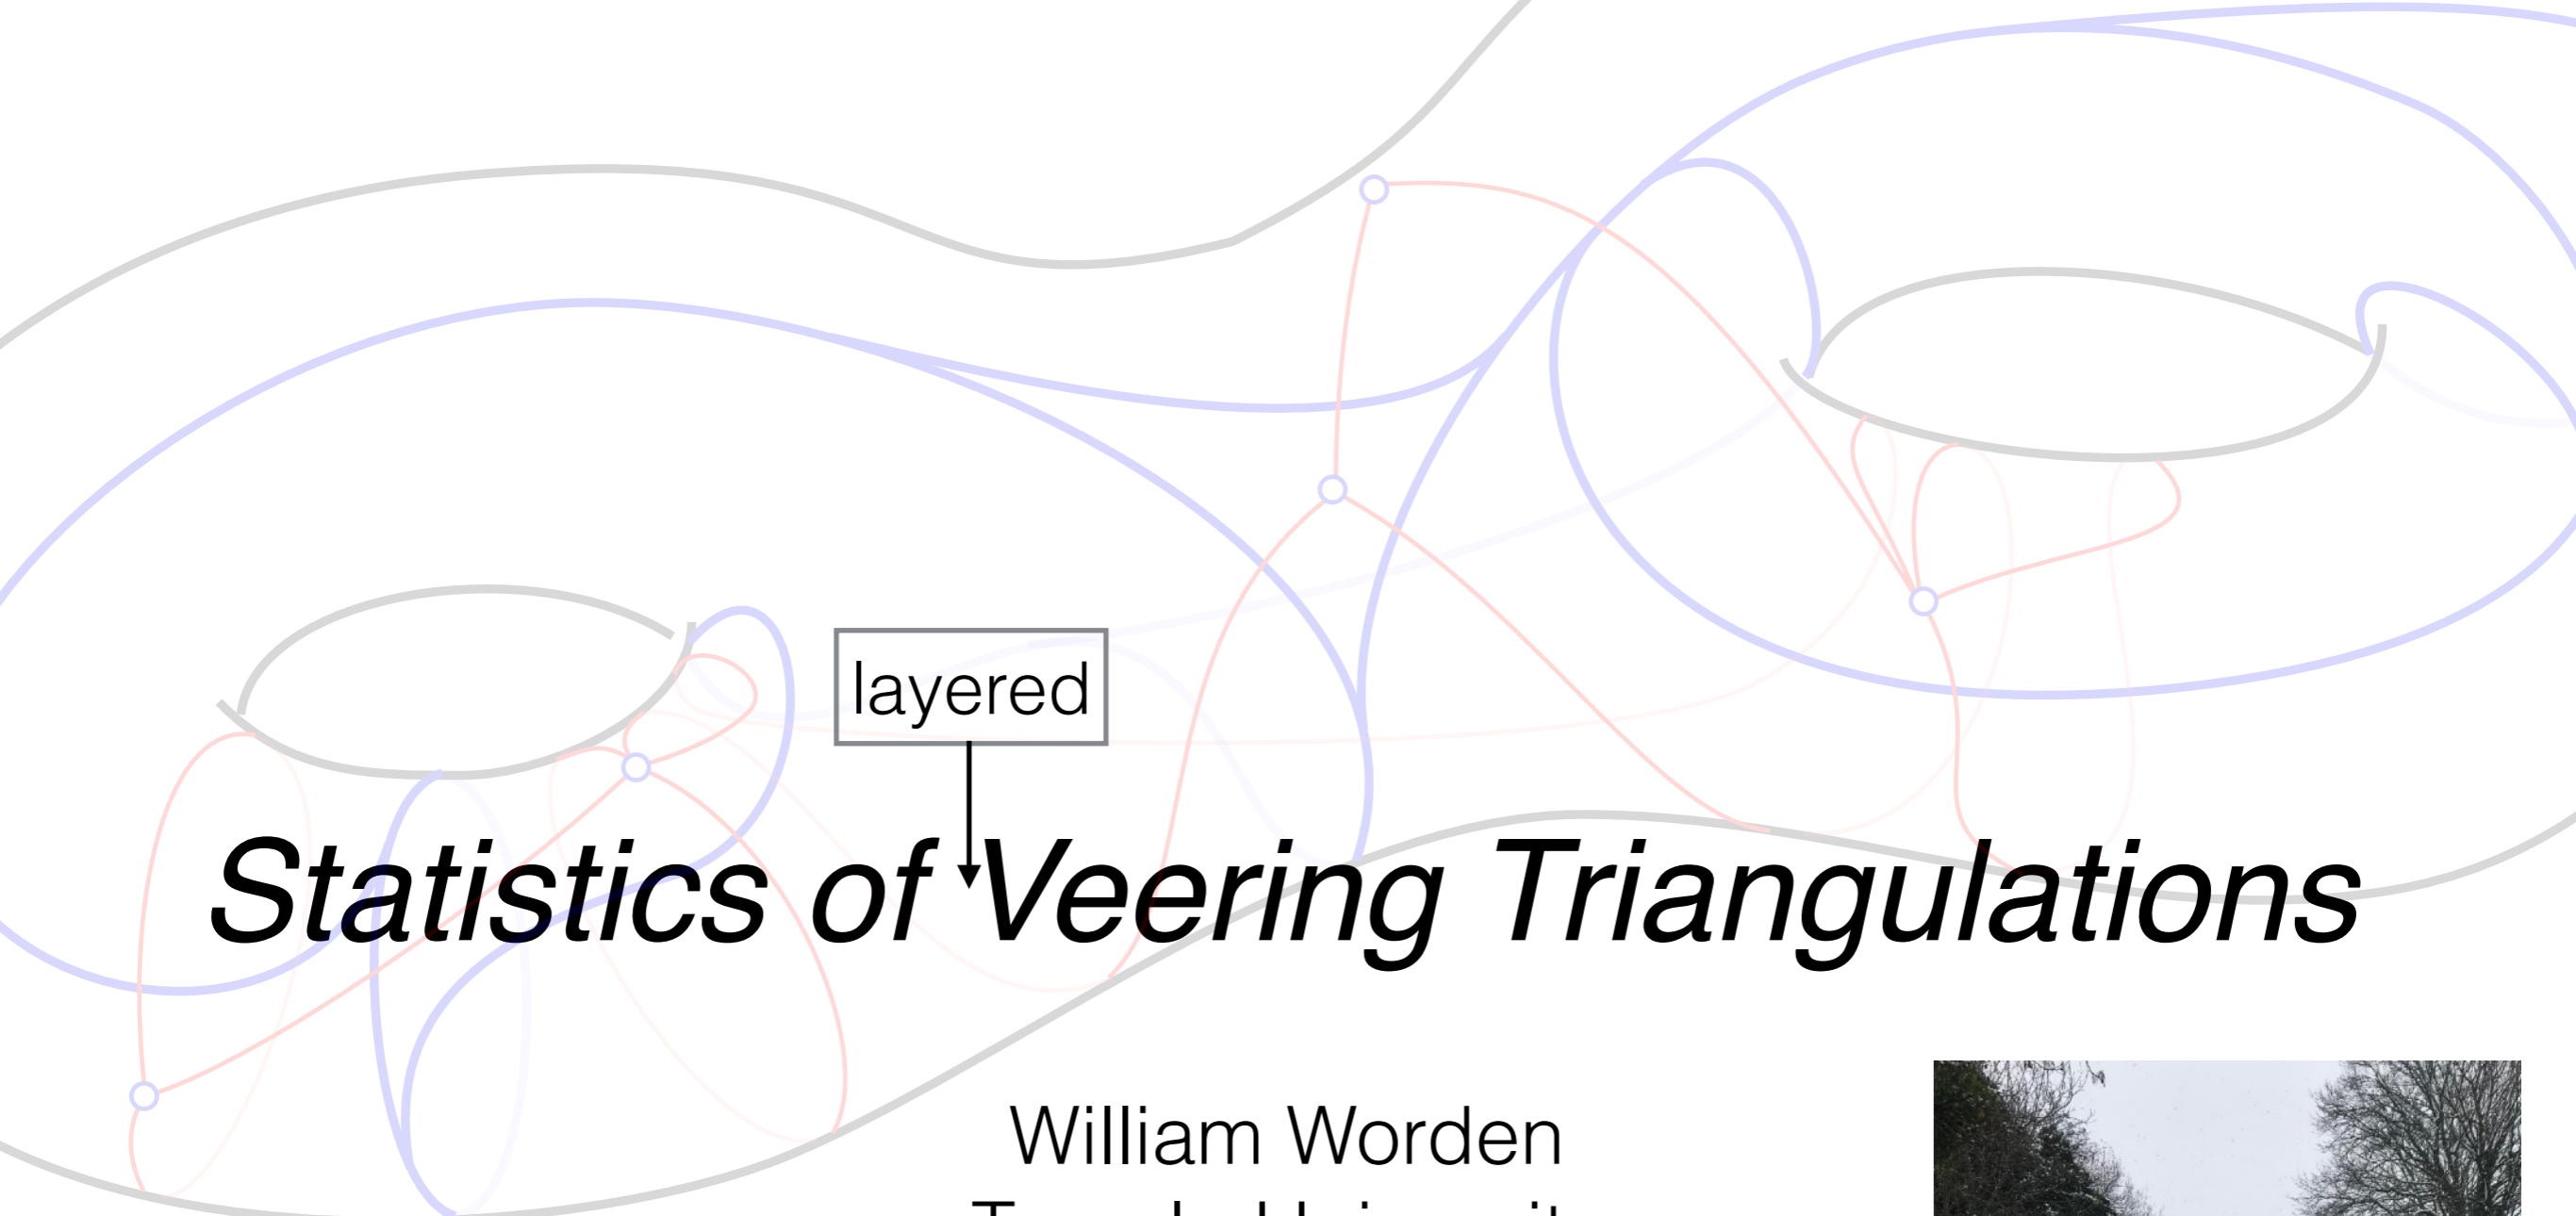 layered
Statistics of Veering Triangulations
William Worden